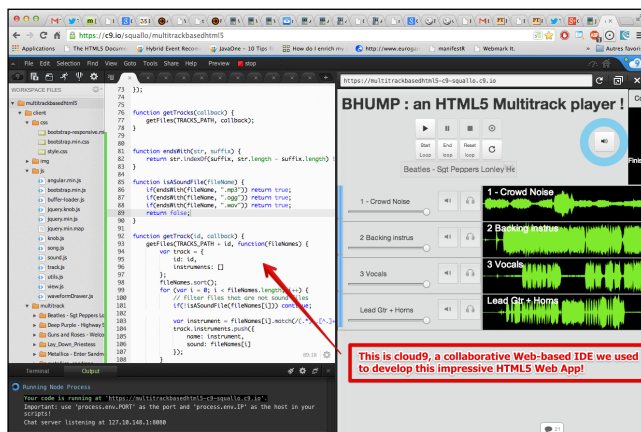 https://c9.io/squallo/multitrackbasedhtml5
Applications The HTML5 Docume Hybrid Event Recom JavaOne - 10 Tips How do I enrich my http://www.euroga manifestR Webmark It. » Autres favori
File Edit Selection Find View Goto Tools Share Help Preview stop
WORKSPACE FILES
multitrackbasedhtml5
client
css
bootstrap-responsive.mi
bootstrap.min.css
style.css
img
js
angular.min.js
bootstrap.min.js
buffer-loader.js
jquery.knob.js
jquery.min.js
jquery.min.map
knob.js
song.js
sound.js
track.js
utils.js
view.js
waveformDrawer.js
multitrack
Beatles - Sgt Peppers Lo
Deep Purple - Highway S
Guns and Roses - Welco
Lay_Down_Priestess
Metallica - Enter Sandm
73 });
74
75
76 function getTracks(callback) {
77 getFiles(TRACKS_PATH, callback);
78 }
79
80
81 function endsWith(str, suffix) {
82 return str.indexOf(suffix, str.length - suffix.length)
83 }
84
85 function isASoundFile(fileName) {
86 if(endsWith(fileName, ".mp3")) return true;
87 if(endsWith(fileName, ".ogg")) return true;
88 if(endsWith(fileName, ".wav")) return true;
89 return false;
90 }
91
92 function getTrack(id, callback) {
93 getFiles(TRACKS_PATH + id, function(fileNames) {
94 var track = {
95 id: id,
96 instruments: []
97 };
98 fileNames.sort();
99 for (var i = 0; i < fileNames.length; i++) {
100 // filter files that are not sound files
101 if(!isASoundFile(fileNames[i])) continue;
102
103 var instrument = fileNames[i].match(/(.*)
104 track.instruments.push({
105 name: instrument,
106 sound: fileNames[i]
107 });
108 }
89:18
Terminal Output
Running Node Process
Your code is running at 'https://multitrackbasedhtml5-c9-squallo.c9.io'.
Important: use 'process.env.PORT' as the port and 'process.env.IP' as the host in your
scripts!
Chat server listening at 127.10.148.1:8080
https://multitrackbasedhtml5-c9-squallo.c9.io
BHUMP : an HTML5 Multitrack player !
Co
Start Loop
End Loop
Reset Loop
C
Finis
Beatles - Sgt Peppers Lonley He
1 - Crowd Noise
1 - Crowd Noise
2 Backing Instrus
2 Backing Instrus
3 Vocals
3 Vocals
Lead Gtr + Horns
Lead Gtr + Horns
This is cloud9, a collaborative Web-based IDE we used
to develop this impressive HTML5 Web App!
21